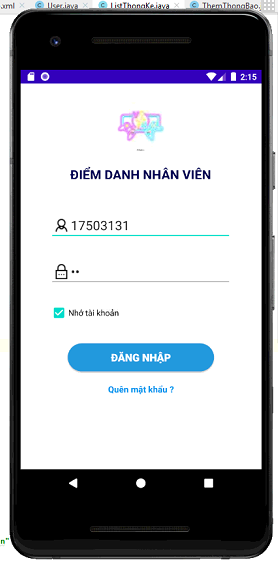 .xml
User.java
ListThongKe.java
ThemThongBao.
2:15
ĐIỂM DANH NHÂN VIÊN
17503131
••
Nhớ tài khoản
ĐĂNG NHẬP
Quên mật khẩu ?
n"